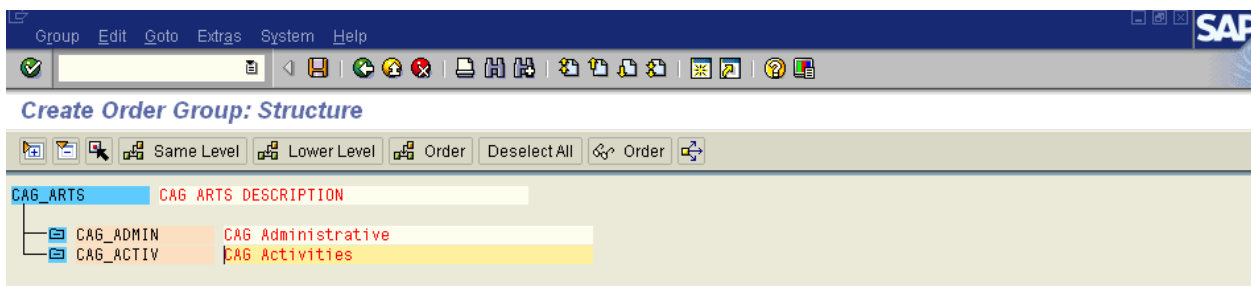 Group Edit Goto Extras System Help
SAP
Create Order Group: Structure
Same Level Lower Level Order Deselect All Order
CAG_ARTS CAG ARTS DESCRIPTION
CAG_ADMIN CAG Administrative
CAG_ACTIV CAG Activities